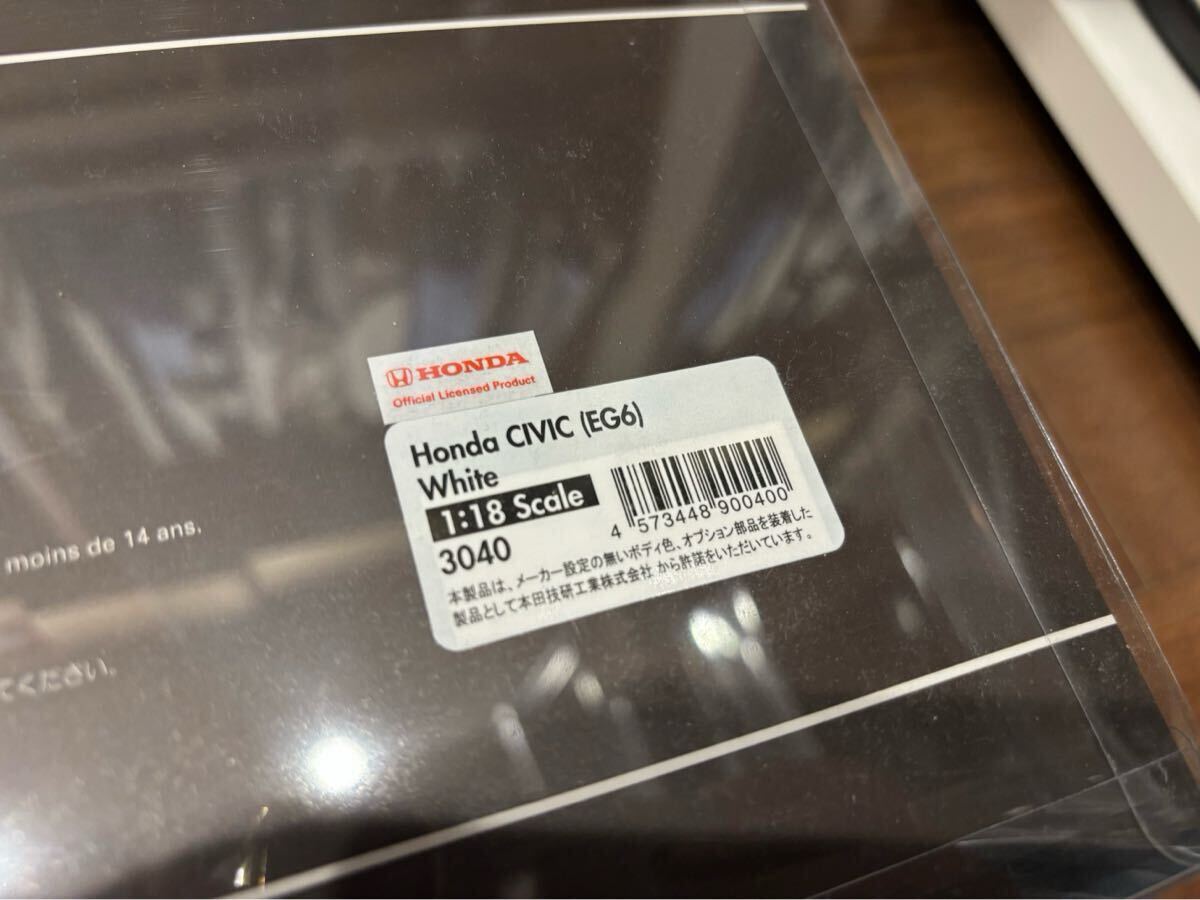 HONDA
Official Licensed Product
Honda CIVIC (EG6)
White
1:18 Scale
3040
4 573448 900400
本製品は、メーカー設定の無いボディ色、オプション部品を装着した
製品として本田技研工業株式会社 から許諾をいただいています。
moins de 14 ans.
てください。